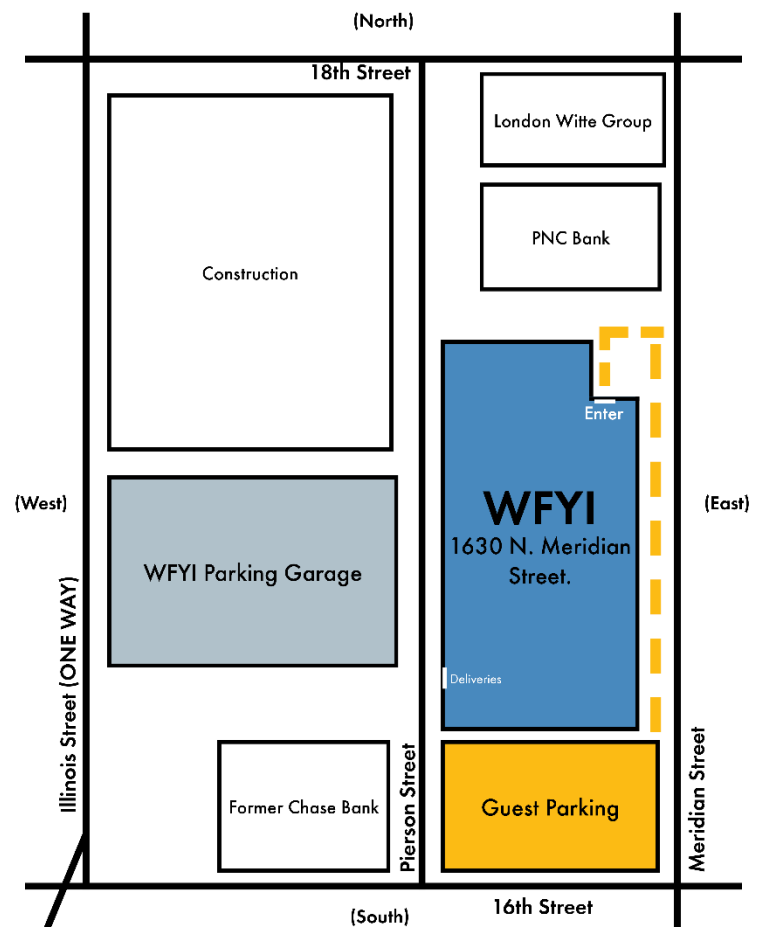 (North)
18th Street
London Witte Group
PNC Bank
Construction
Enter
(West)
WFYI
1630 N. Meridian
Street.
(East)
WFYI Parking Garage
Deliveries
Illinois Street (ONE WAY)
Former Chase Bank
Pierson Street
Guest Parking
Meridian Street
16th Street
(South)